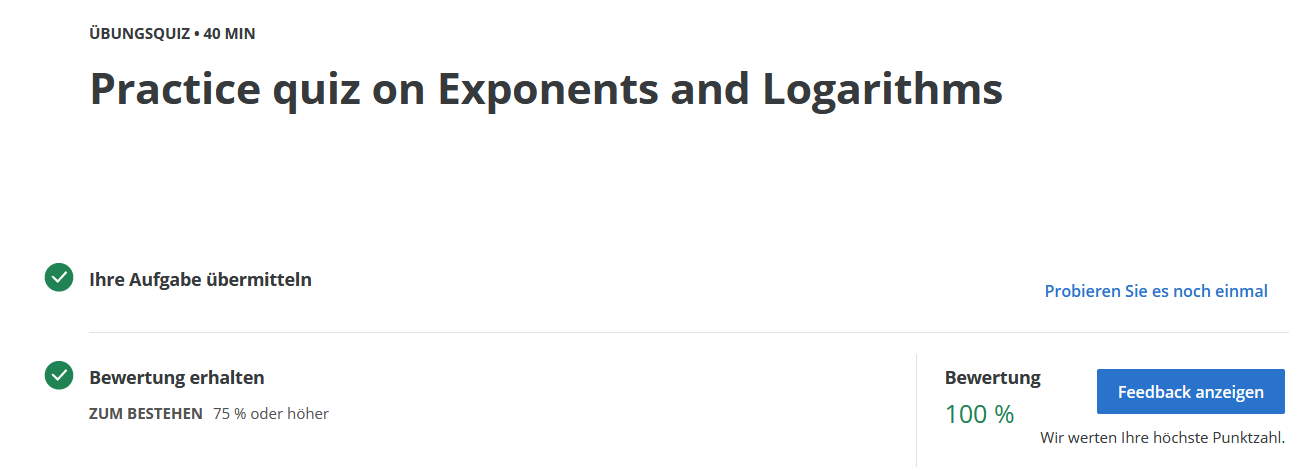 ÜBUNGSQUIZ • 40 MIN
Practice quiz on Exponents and Logarithms
Ihre Aufgabe übermitteln
Probieren Sie es noch einmal
Bewertung erhalten
ZUM BESTEHEN 75 % oder höher
Bewertung
100 %
Feedback anzeigen
Wir werten Ihre höchste Punktzahl.